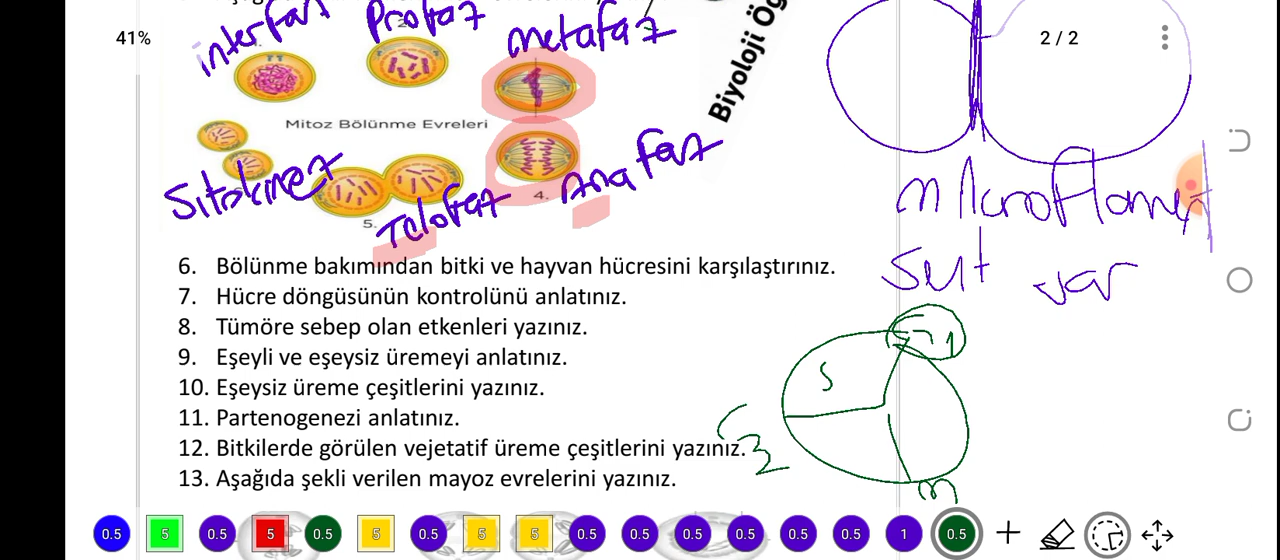 41%
2 / 2
interfaz
Profaz
metafaz
Biyoloji Öğ
Mitoz Bölünme Evreleri
Anafaz
Sitokinez
4.
5.
Telofaz
var
6. Bölünme bakımından bitki ve hayvan hücresini karşılaştırınız.
7. Hücre döngüsünün kontrolünü anlatınız.
8. Tümöre sebep olan etkenleri yazınız.
9. Eşeyli ve eşeysiz üremeyi anlatınız.
10. Eşeysiz üreme çeşitlerini yazınız.
11. Partenogenezi anlatınız.
12. Bitkilerde görülen vejetatif üreme çeşitlerini yazınız.
13. Aşağıda şekli verilen mayoz evrelerini yazınız.
S
G2
m
0.5 5 0.5 5 0.5 5 0.5 5 5 0.5 0.5 0.5 0.5 0.5 0.5 1 0.5